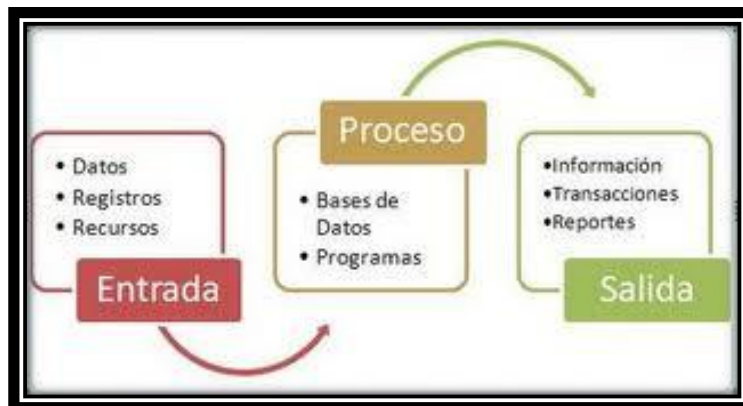 • Datos
• Registros
• Recursos
Entrada
Proceso
• Bases de
Datos
• Programas
•Información
•Transacciones
•Reportes
Salida